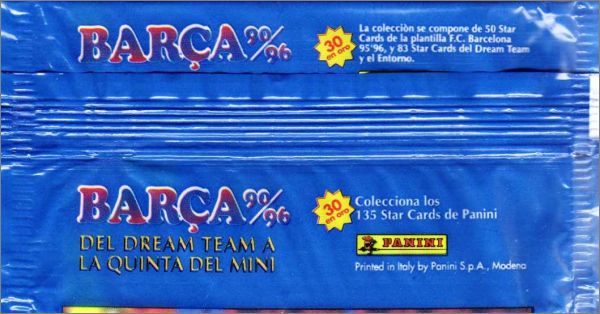 BARÇA 90/96
30 en oro
La colecciòn se compone de 50 Star
Cards de la plantilla F.C. Barcelona
95'96, y 83 Star Cards del Dream Team
y el Entorno.
BARÇA 90/96
DEL DREAM TEAM A
LA QUINTA DEL MINI
30 en oro
Colecciona los
135 Star Cards de Panini
PANINI
Printed in Italy by Panini S.p.A., Modena